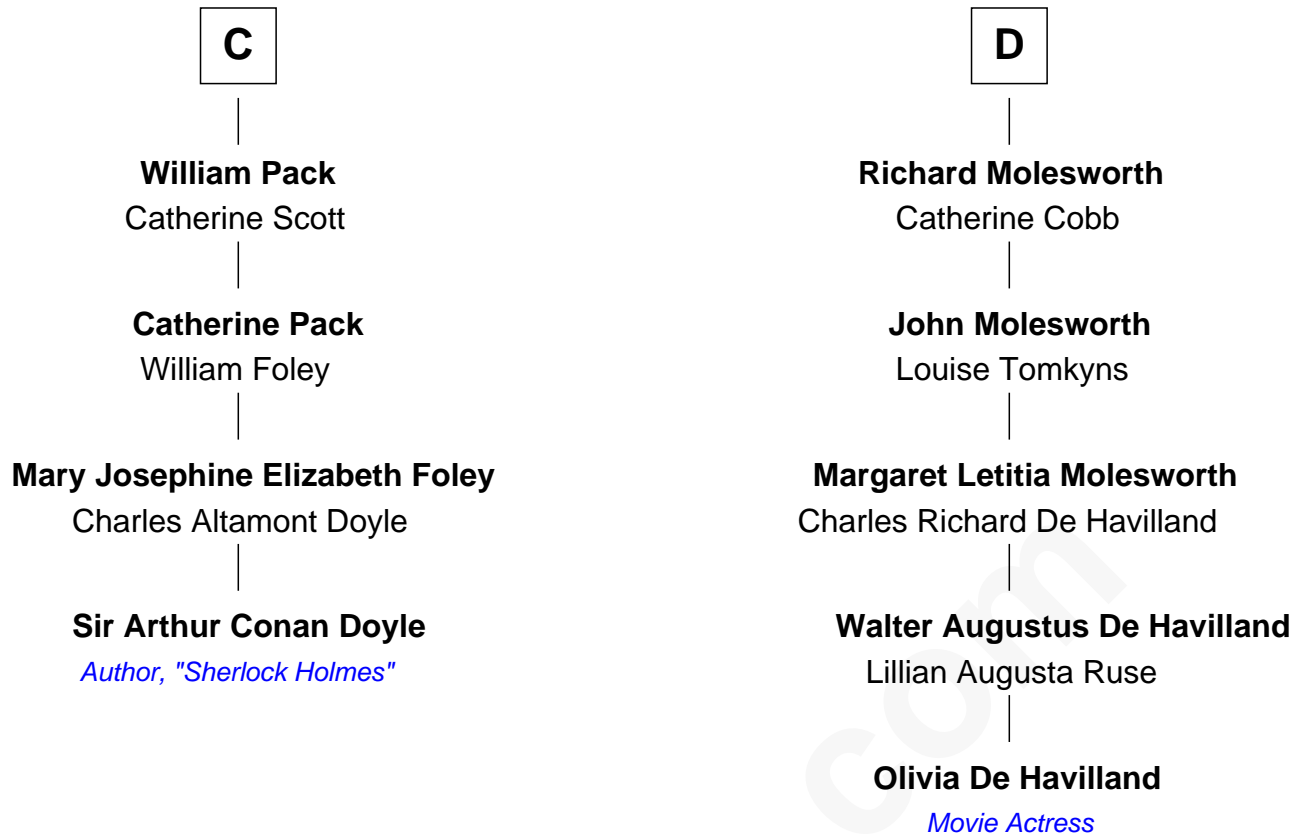 C
William Pack
Catherine Scott
Catherine Pack
William Foley
Mary Josephine Elizabeth Foley
Charles Altamont Doyle
Sir Arthur Conan Doyle
Author, "Sherlock Holmes"
D
Richard Molesworth
Catherine Cobb
John Molesworth
Louise Tomkyns
Margaret Letitia Molesworth
Charles Richard De Havilland
Walter Augustus De Havilland
Lillian Augusta Ruse
Olivia De Havilland
Movie Actress
com